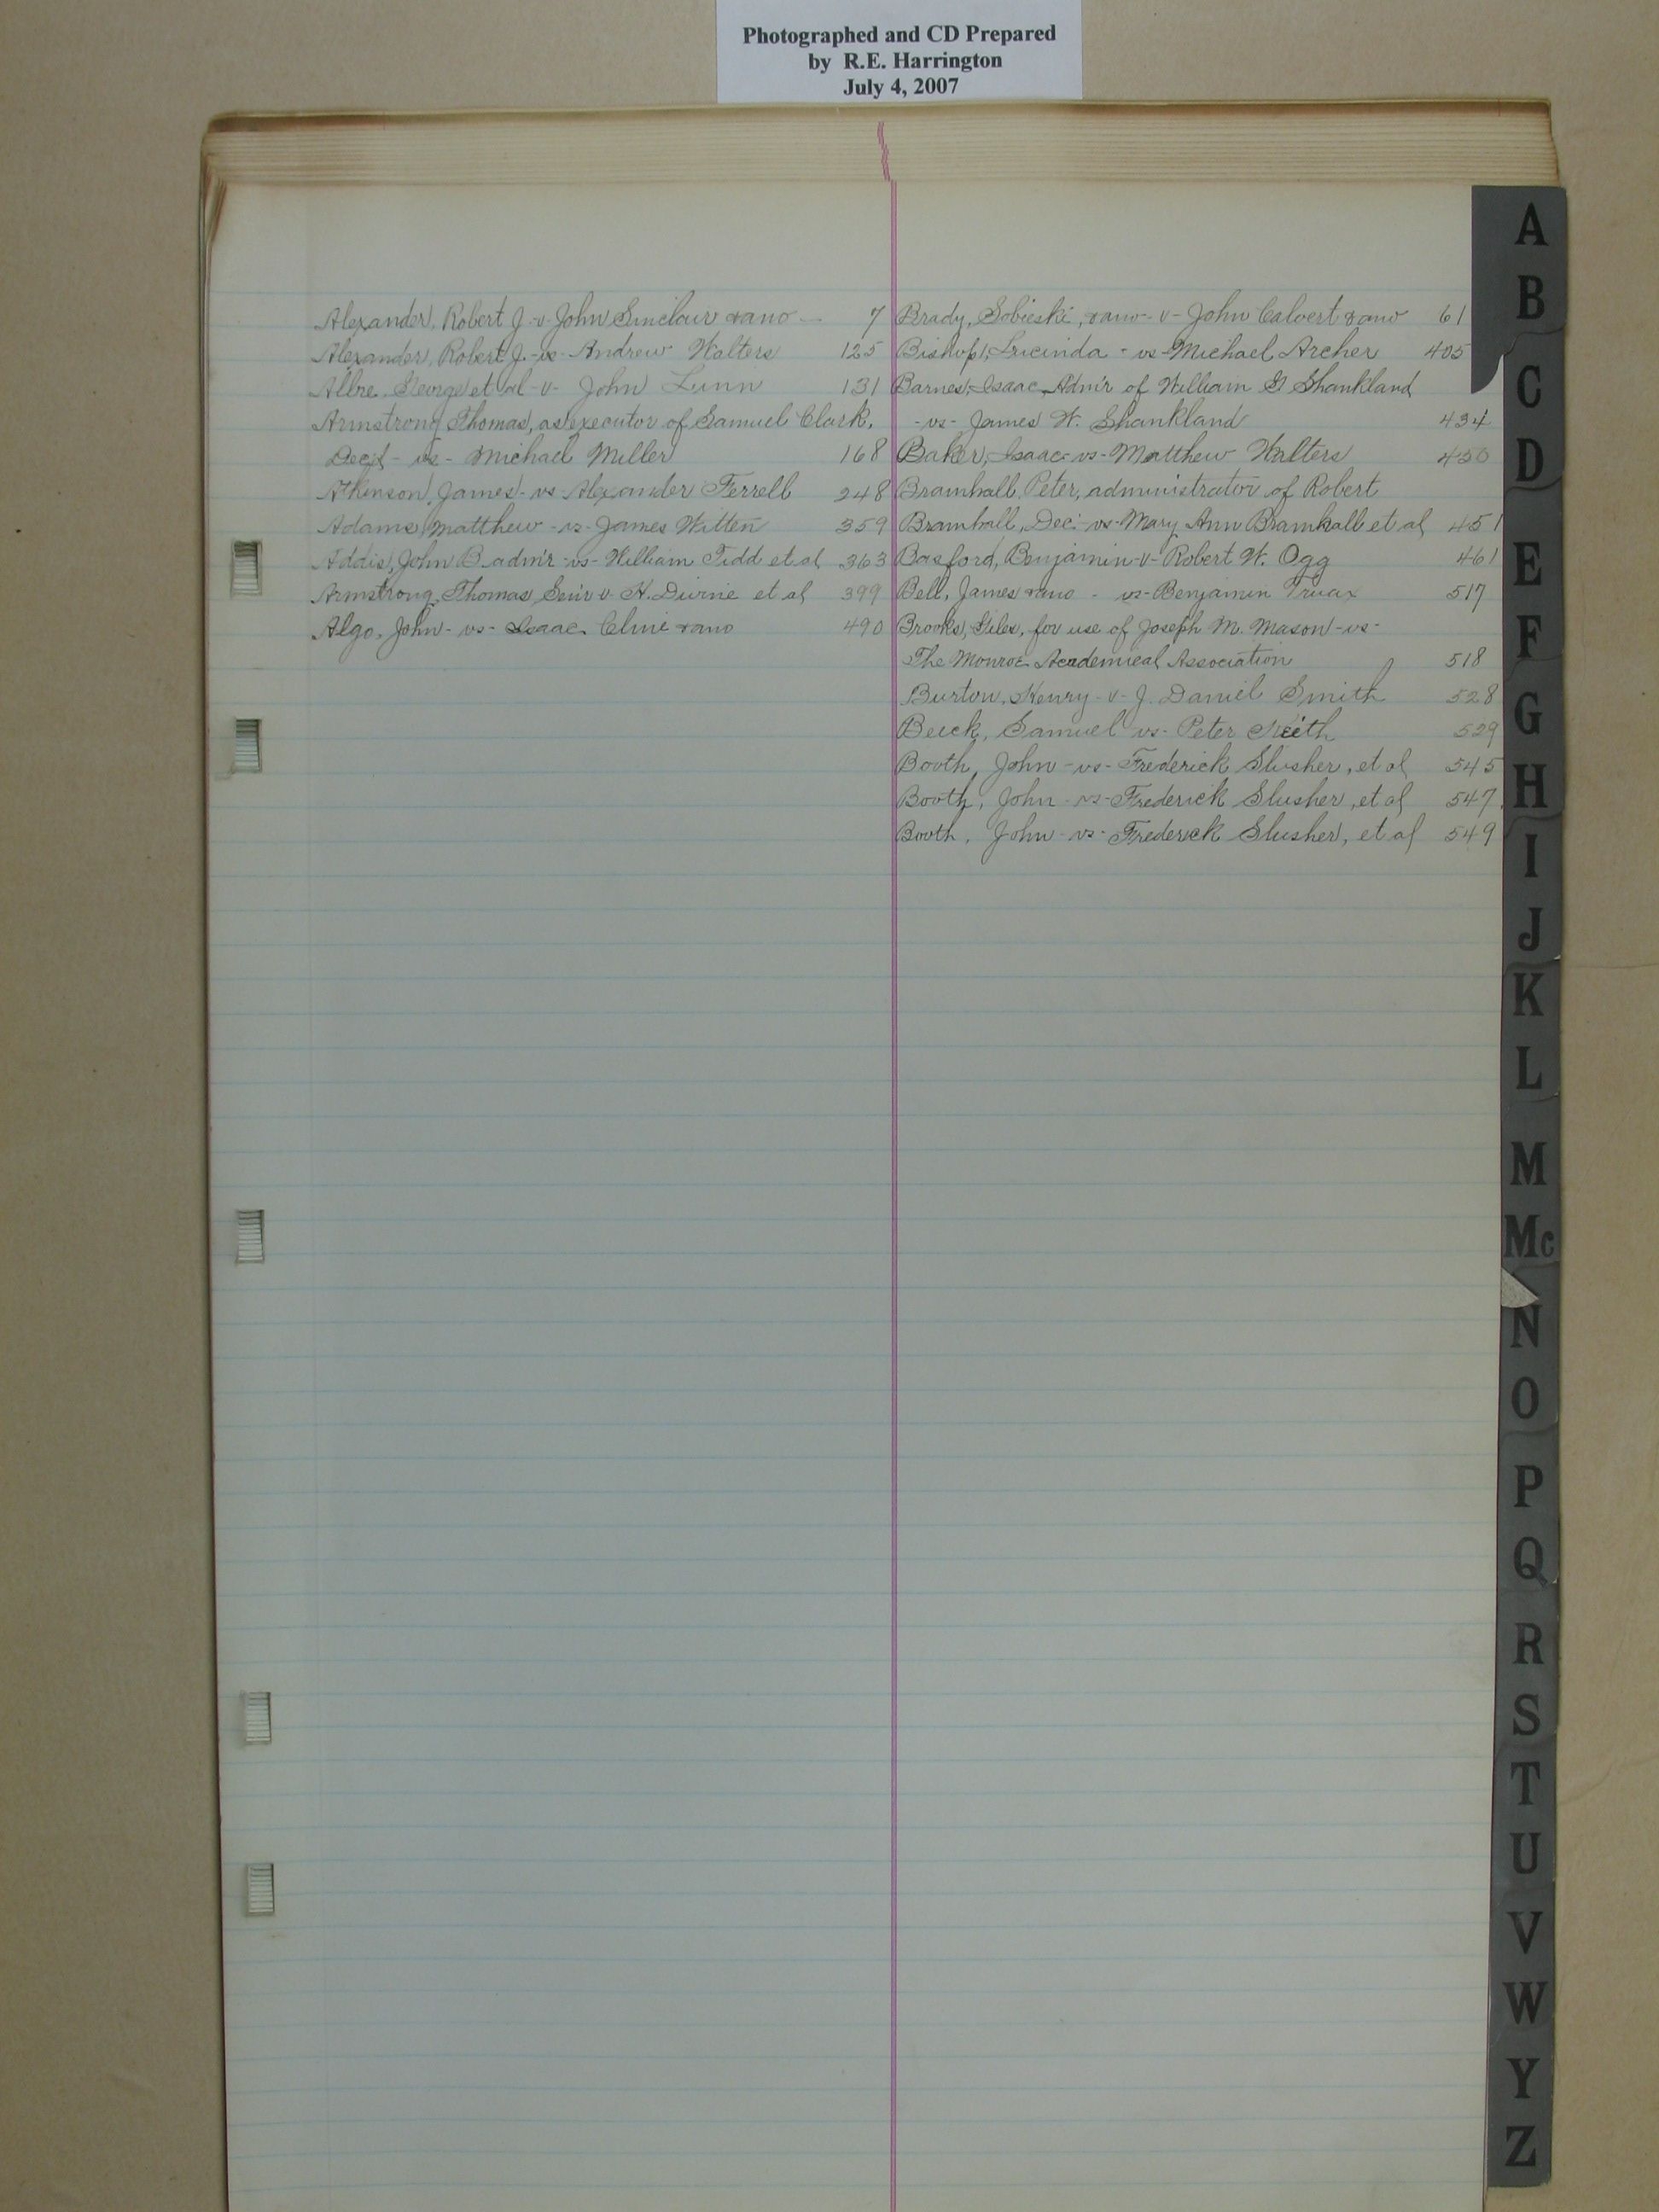 Photographed and CD Prepared
by R.E. Harrington
July 4, 2007
Alexander, Robert J. -v- John Sinclair & ano -- 7
Alexander, Robert J. -vs- Andrew Walters 125
Allre, George et al -v- John Lunn 131
Armstrong Thomas, as executor of Samuel Clark,
Dec'd - vs - Michael Miller 168
Atkinson, James - vs - Alexander Ferrell 248
Adams, Matthew - vs - James Witten 359
Addis, John B. adm'r - vs - William Tidd et al 363
Armstrong, Thomas Sen'r v. H. Divine et al 399
Algo, John - vs - Isaac Cline & ano 490
Brady, Sobieski, & ano - v - John Calvert & ano 61
Bishop, Lucinda - vs - Michael Archer 405
Barnes, Isaac Adm'r of William G Shankland
- vs - James W. Shankland 434
Baker, Isaac - vs - Matthew Walters 450
Bramhall, Peter, administrator of Robert
Bramhall, Dec' - vs - Mary Ann Bramhall et al 451
Basford, Benjamin - v - Robert W. Ogg 461
Bell, James & ano - vs - Benjamin Truax 517
Brooks, Giles, for use of Joseph M. Mason - vs -
The Monroe Academical Association 518
Burton, Henry - v - J. Daniel Smith 528
Beuck, Samuel vs - Peter Keith 529
Booth, John - vs - Frederick Slusher, et al 545
Booth, John - vs - Frederick Slusher, et al 547
Booth, John - vs - Frederick Slusher, et al 549
A
B
C
D
E
F
G
H
I
J
K
L
M
Mc
N
O
P
Q
R
S
T
U
V
W
Y
Z